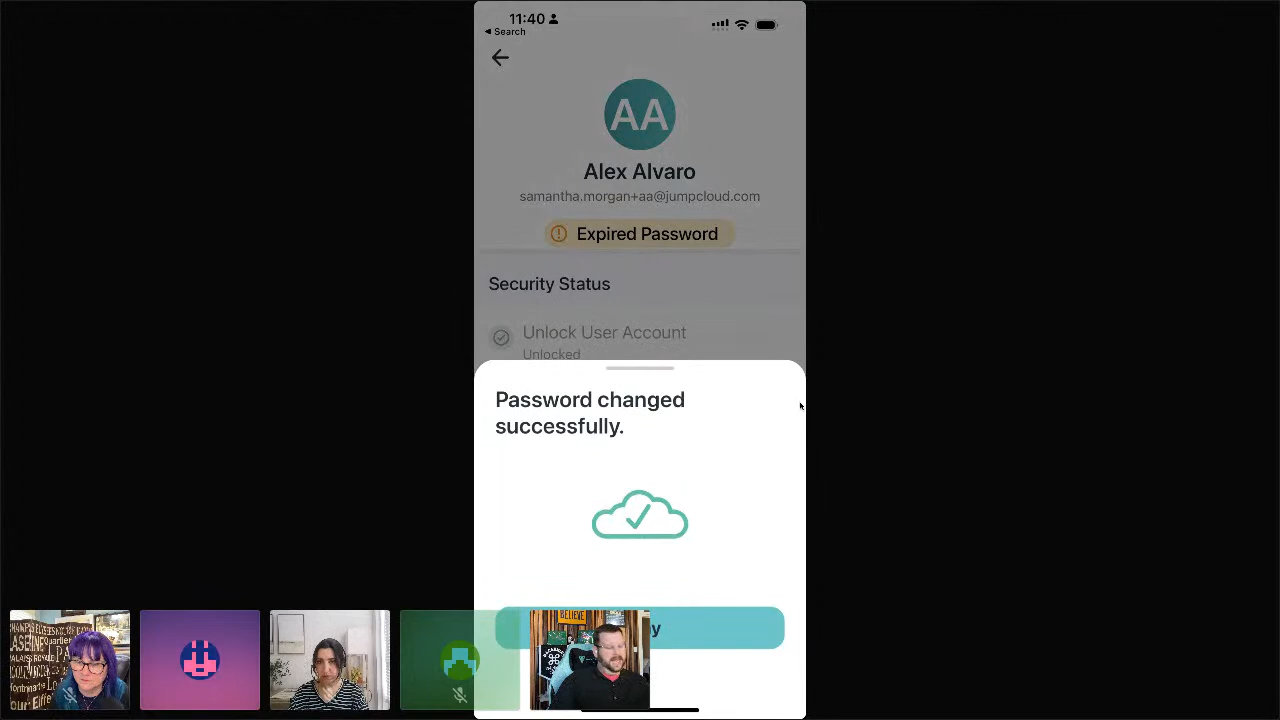 11:40
Search
AA
Alex Alvaro
samantha.morgan+aa@jumpcloud.com
Expired Password
Security Status
Unlock User Account
Unlocked
Password changed
successfully.
BELIEVE